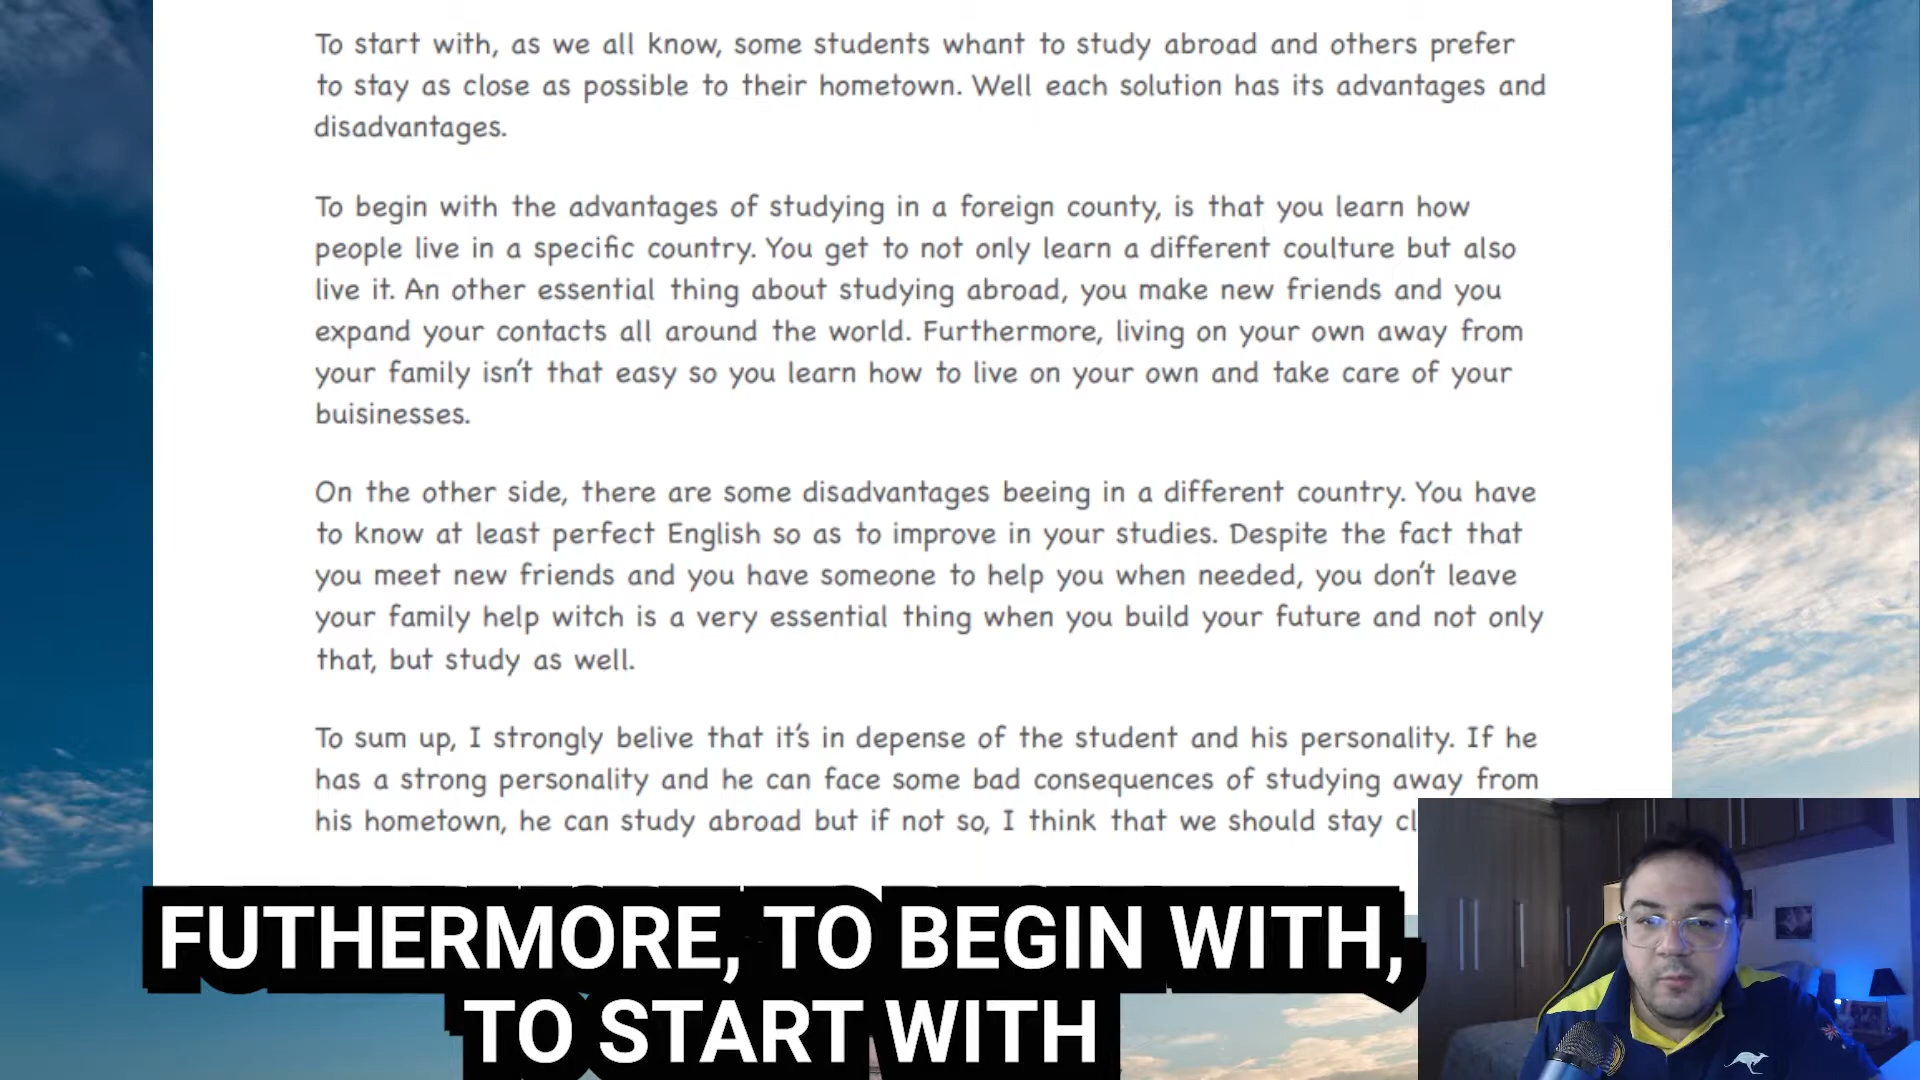 To start with, as we all know, some students whant to study abroad and others prefer
to stay as close as possible to their hometown. Well each solution has its advantages and
disadvantages.
To begin with the advantages of studying in a foreign county, is that you learn how
people live in a specific country. You get to not only learn a different coulture but also
live it. An other essential thing about studying abroad, you make new friends and you
expand your contacts all around the world. Furthermore, living on your own away from
your family isn't that easy so you learn how to live on your own and take care of your
buisinesses.
On the other side, there are some disadvantages beeing in a different country. You have
to know at least perfect English so as to improve in your studies. Despite the fact that
you meet new friends and you have someone to help you when needed, you don't leave
your family help witch is a very essential thing when you build your future and not only
that, but study as well.
To sum up, I strongly belive that it's in depense of the student and his personality. If he
has a strong personality and he can face some bad consequences of studying away from
his hometown, he can study abroad but if not so, I think that we should stay
FUTHERMORE, TO BEGIN WITH,
TO START WITH